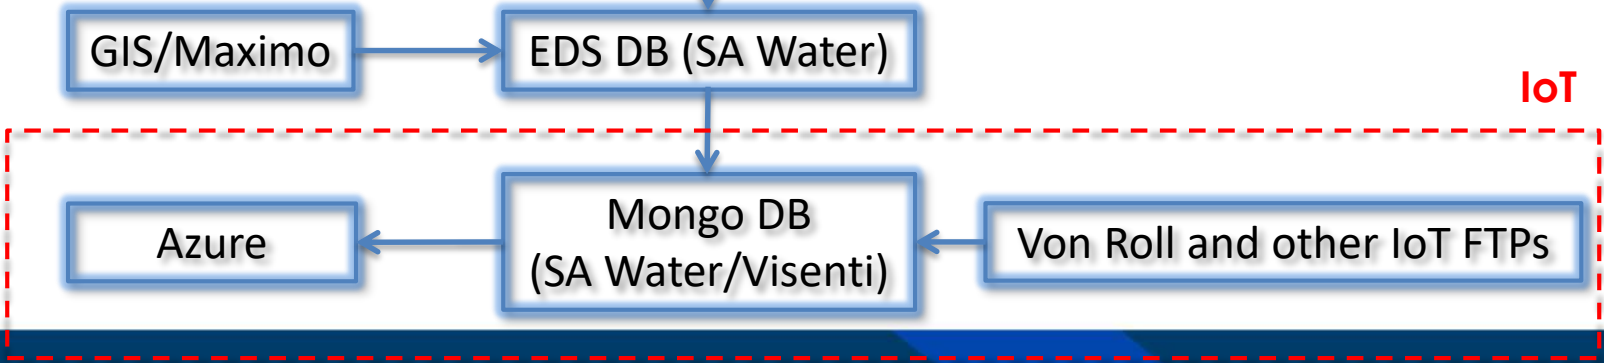 GIS/Maximo
EDS DB (SA Water)
IoT
Azure
Mongo DB
(SA Water/Visenti)
Von Roll and other IoT FTPs